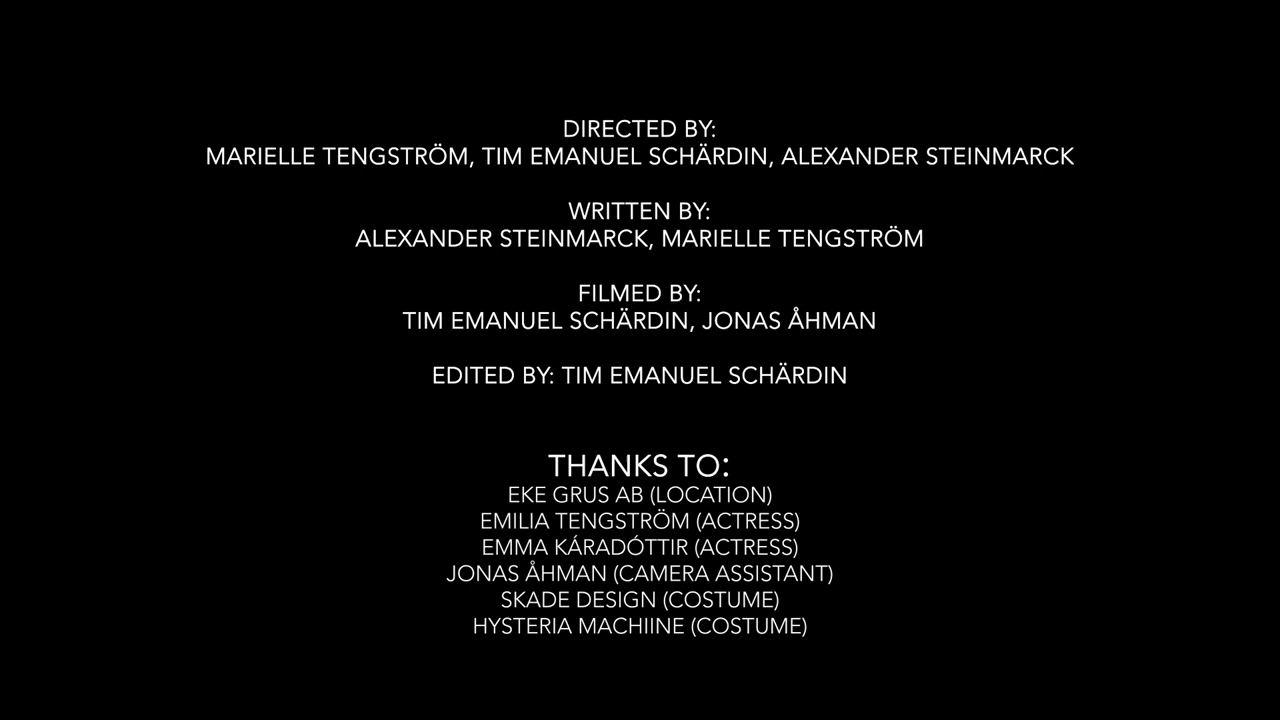 DIRECTED BY:
MARIELLE TENGSTRÖM, TIM EMANUEL SCHÄRDIN, ALEXANDER STEINMARCK
WRITTEN BY:
ALEXANDER STEINMARCK, MARIELLE TENGSTRÖM
FILMED BY:
TIM EMANUEL SCHÄRDIN, JONAS ÅHMAN
EDITED BY: TIM EMANUEL SCHÄRDIN
THANKS TO:
EKE GRUS AB (LOCATION)
EMILIA TENGSTRÖM (ACTRESS)
EMMA KÁRADÓTTIR (ACTRESS)
JONAS ÅHMAN (CAMERA ASSISTANT)
SKADE DESIGN (COSTUME)
HYSTERIA MACHIINE (COSTUME)